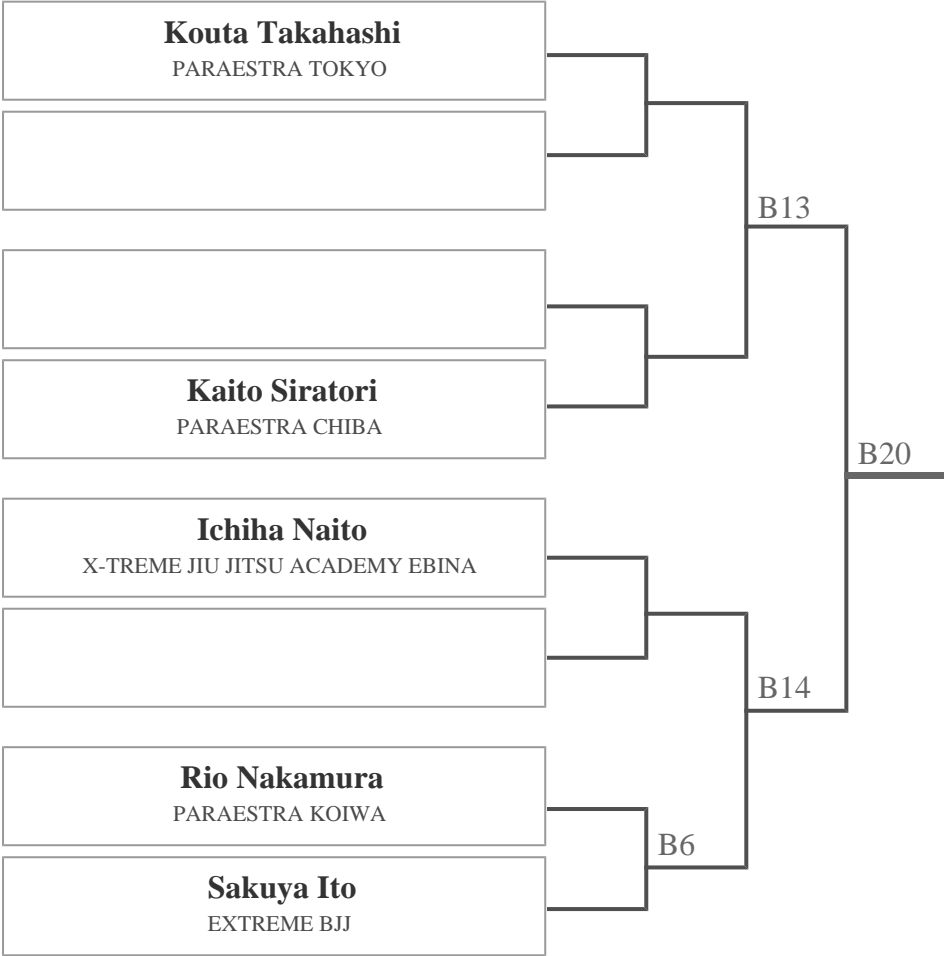 Kouta Takahashi
PARAESTRA TOKYO
B13
Kaito Siratori
PARAESTRA CHIBA
B20
Ichiha Naito
X-TREME JIU JITSU ACADEMY EBINA
B14
Rio Nakamura
PARAESTRA KOIWA
B6
Sakuya Ito
EXTREME BJJ